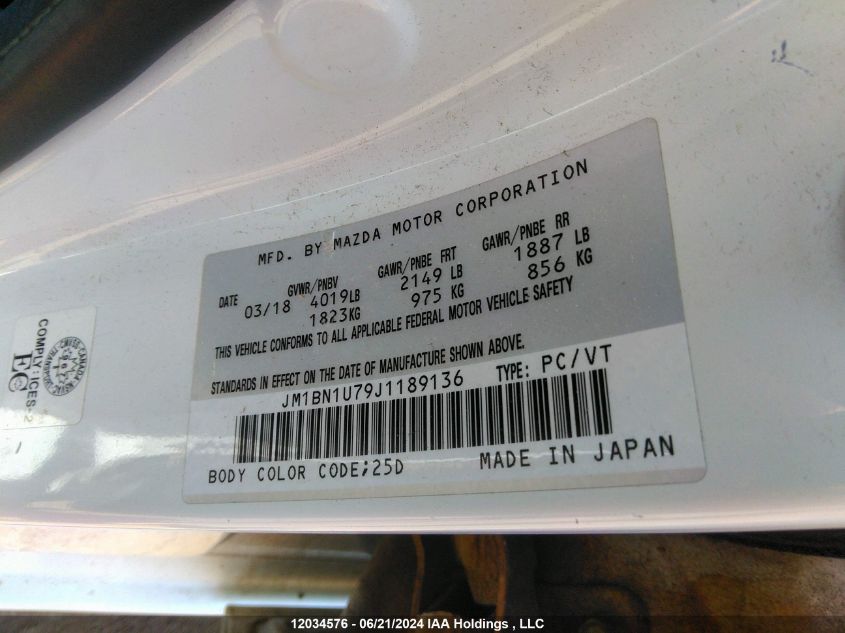 MFD. BY MAZDA MOTOR CORPORATION
DATE GVWR/PNBV GAWR/PNBE FRT GAWR/PNBE RR
03/18 4019LB 2149 LB 1887 LB
1823KG 975 KG 856 KG
THIS VEHICLE CONFORMS TO ALL APPLICABLE FEDERAL MOTOR VEHICLE SAFETY
STANDARDS IN EFFECT ON THE DATE OF MANUFACTURE SHOWN ABOVE.
JM1BN1U79J1189136 TYPE: PC/VT
BODY COLOR CODE;25D MADE IN JAPAN
COMPLY:ICES-2
12034576 - 06/21/2024 IAA Holdings , LLC